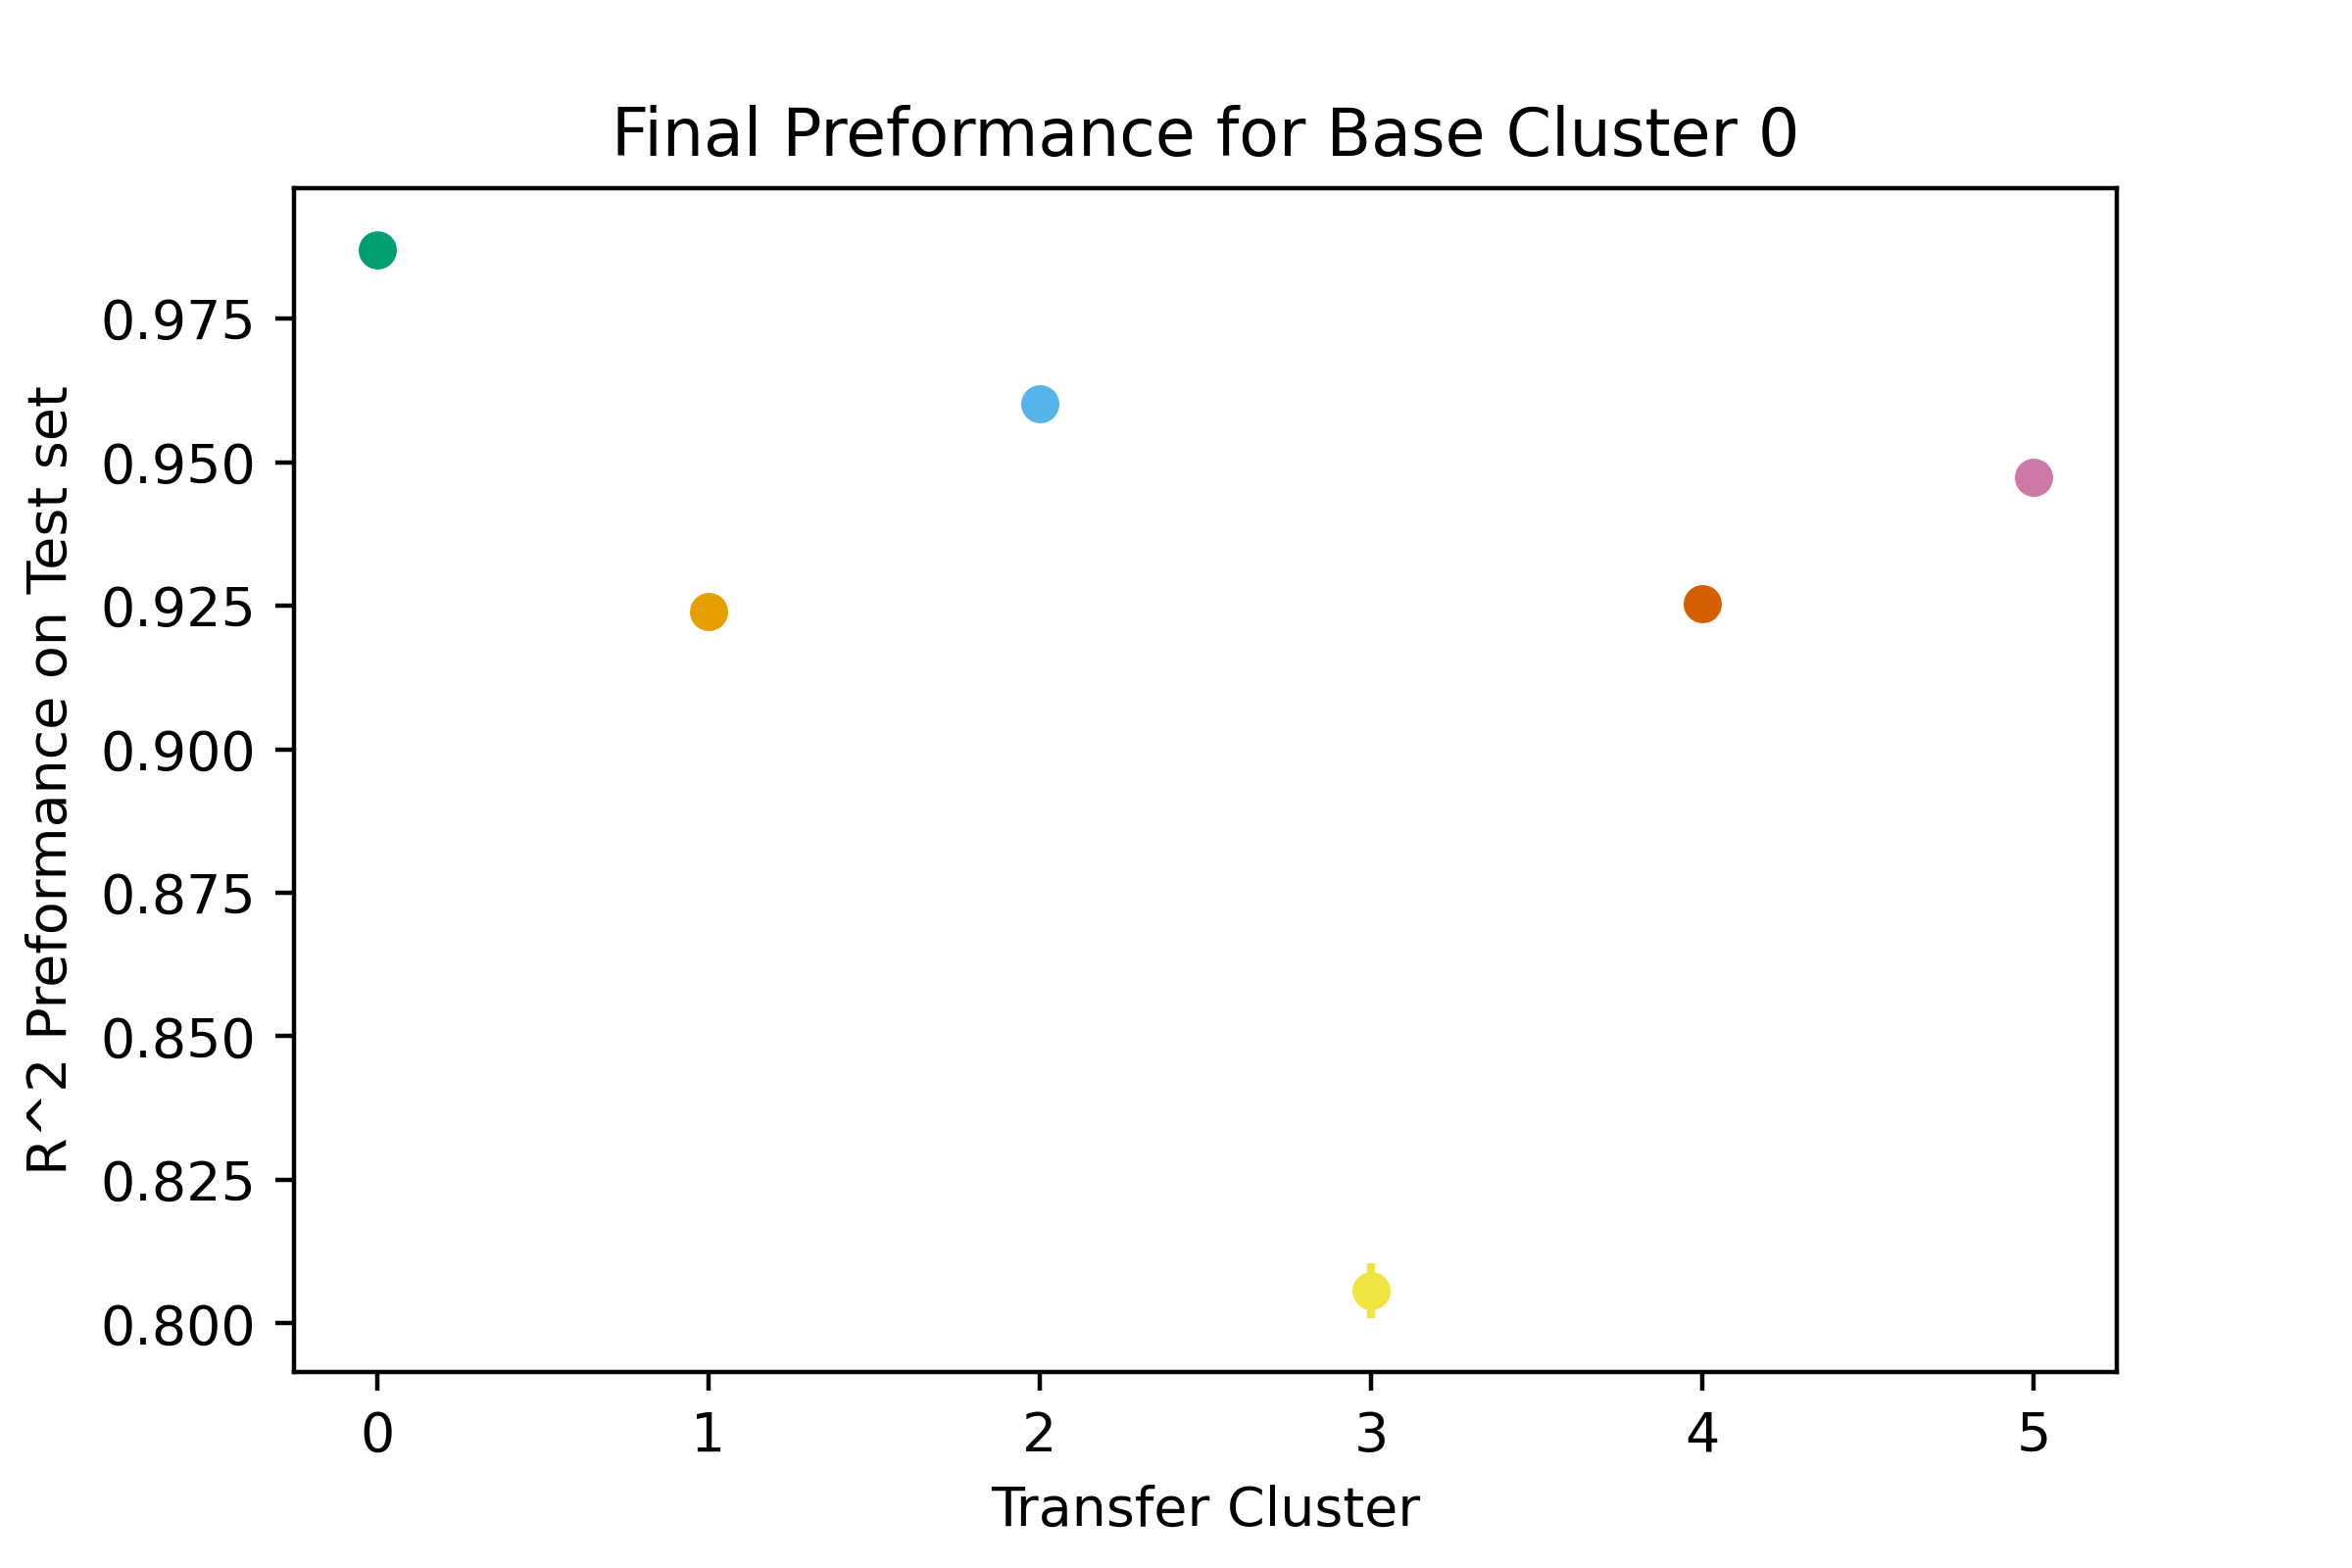 Final Preformance for Base Cluster 0
R^2 Preformance on Test set
0.975
0.950
0.925
0.900
0.875
0.850
0.825
0.800
0 1 2 3 4 5
Transfer Cluster